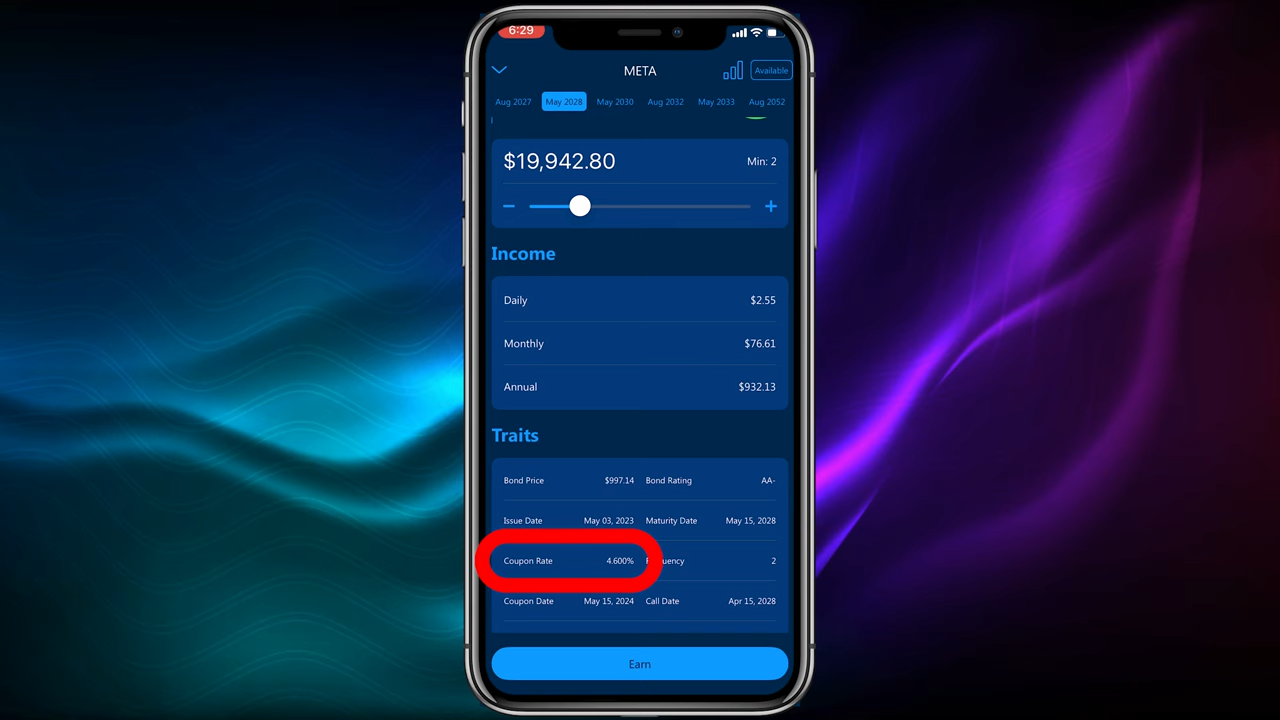 6:29
META
Available
Aug 2027 May 2028 May 2030 Aug 2032 May 2033 Aug 2052
$19,942.80 Min: 2
Income
Daily $2.55
Monthly $76.61
Annual $932.13
Traits
Bond Price $997.14 Bond Rating AA-
Issue Date May 03, 2023 Maturity Date May 15, 2028
Coupon Rate 4.600% uency 2
Coupon Date May 15, 2024 Call Date Apr 15, 2028
Earn